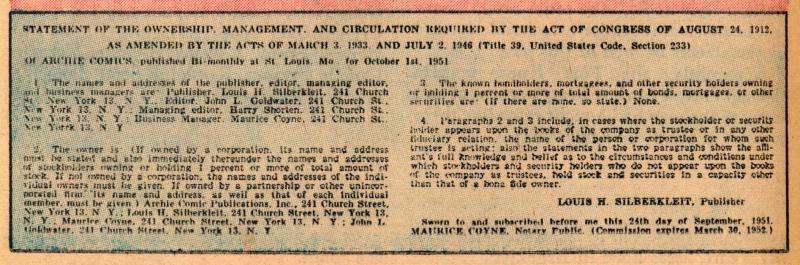 STATEMENT OF THE OWNERSHIP, MANAGEMENT, AND CIRCULATION REQUIRED BY THE ACT OF CONGRESS OF AUGUST 24, 1912,
AS AMENDED BY THE ACTS OF MARCH 3, 1933, AND JULY 2, 1946 (Title 39, United States Code, Section 233)
Of ARCHIE COMICS, published Bi-monthly at St. Louis, Mo. for October 1st, 1951
1. The names and addresses of the publisher, editor, managing editor,
and business managers are: Publisher, Louis H. Silberkleit, 241 Church
St., New York 13, N. Y.; Editor, John L. Goldwater, 241 Church St.,
New York 13, N. Y.; Managing editor, Harry Shorten, 241 Church St.,
New York 13, N. Y.; Business Manager, Maurice Coyne, 241 Church St.,
New York 13, N. Y.
2. The owner is: (If owned by a corporation, its name and address
must be stated and also immediately thereunder the names and addresses
of stockholders owning or holding 1 percent or more of total amount of
stock. If not owned by a corporation, the names and addresses of the indi-
vidual owners must be given. If owned by a partnership or other unincor-
porated firm, its name and address, as well as that of each individual
member, must be given.) Archie Comic Publications, Inc., 241 Church Street,
New York 13, N. Y.; Louis H. Silberkleit, 241 Church Street, New York 13,
N. Y.; Maurice Coyne, 241 Church Street, New York 13, N. Y.; John L.
Goldwater, 241 Church Street, New York 13, N. Y.
3. The known bondholders, mortgagees, and other security holders owning
or holding 1 percent or more of total amount of bonds, mortgages, or other
securities are: (If there are none, so state.) None.
4. Paragraphs 2 and 3 include, in cases where the stockholder or security
holder appears upon the books of the company as trustee or in any other
fiduciary relation, the name of the person or corporation for whom such
trustee is acting; also the statements in the two paragraphs show the affi-
ant's full knowledge and belief as to the circumstances and conditions under
which stockholders and security holders who do not appear upon the books
of the company as trustees, hold stock and securities in a capacity other
than that of a bona fide owner.
LOUIS H. SILBERKLEIT, Publisher
Sworn to and subscribed before me this 24th day of September, 1951.
MAURICE COYNE, Notary Public. (Commission expires March 30, 1952.)